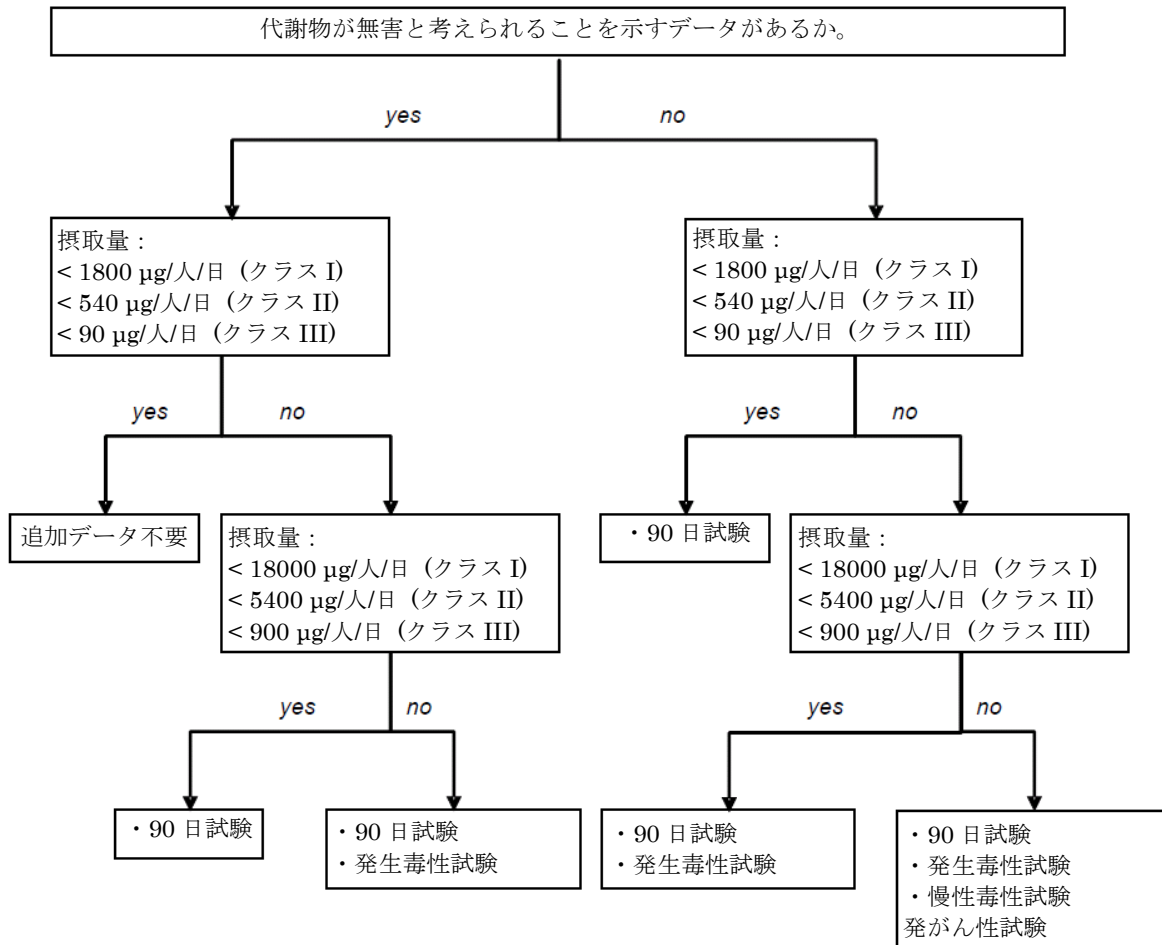 代謝物が無害と考えられることを示すデータがあるか。
yes
no
摂取量：
< 1800 µg/人/日 (クラス I)
< 540 µg/人/日 (クラス II)
< 90 µg/人/日 (クラス III)
摂取量：
< 1800 µg/人/日 (クラス I)
< 540 µg/人/日 (クラス II)
< 90 µg/人/日 (クラス III)
yes
no
yes
no
追加データ不要
摂取量：
< 18000 µg/人/日 (クラス I)
< 5400 µg/人/日 (クラス II)
< 900 µg/人/日 (クラス III)
・90 日試験
摂取量：
< 18000 µg/人/日 (クラス I)
< 5400 µg/人/日 (クラス II)
< 900 µg/人/日 (クラス III)
yes
no
yes
no
・90 日試験
・90 日試験
・発生毒性試験
・90 日試験
・発生毒性試験
・90 日試験
・発生毒性試験
・慢性毒性試験
発がん性試験